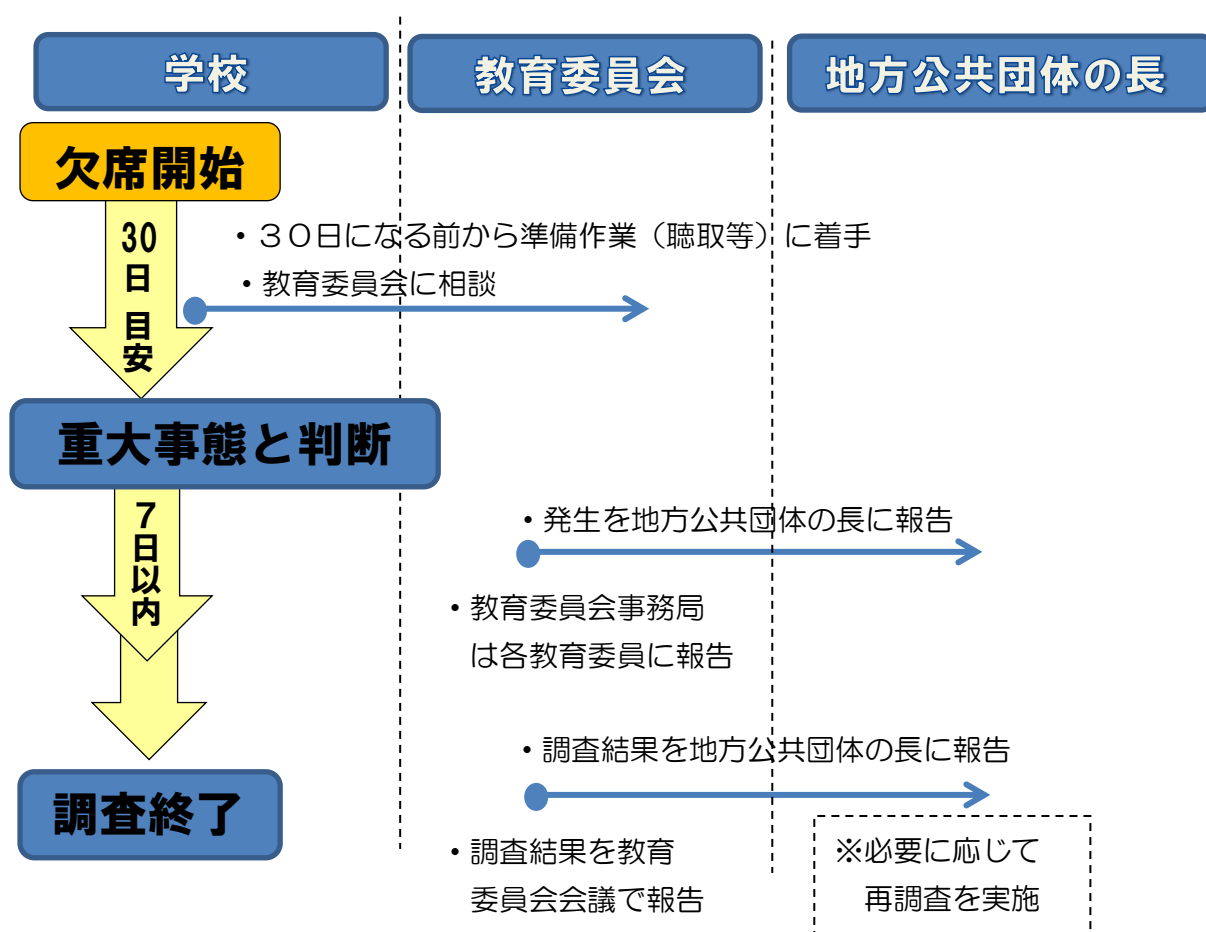 学校
教育委員会
地方公共団体の長
欠席開始
30日 目安
・３０日になる前から準備作業（聴取等）に着手
・教育委員会に相談
重大事態と判断
7日以内
・発生を地方公共団体の長に報告
・教育委員会事務局
は各教育委員に報告
・調査結果を地方公共団体の長に報告
調査終了
・調査結果を教育
委員会会議で報告
※必要に応じて
再調査を実施